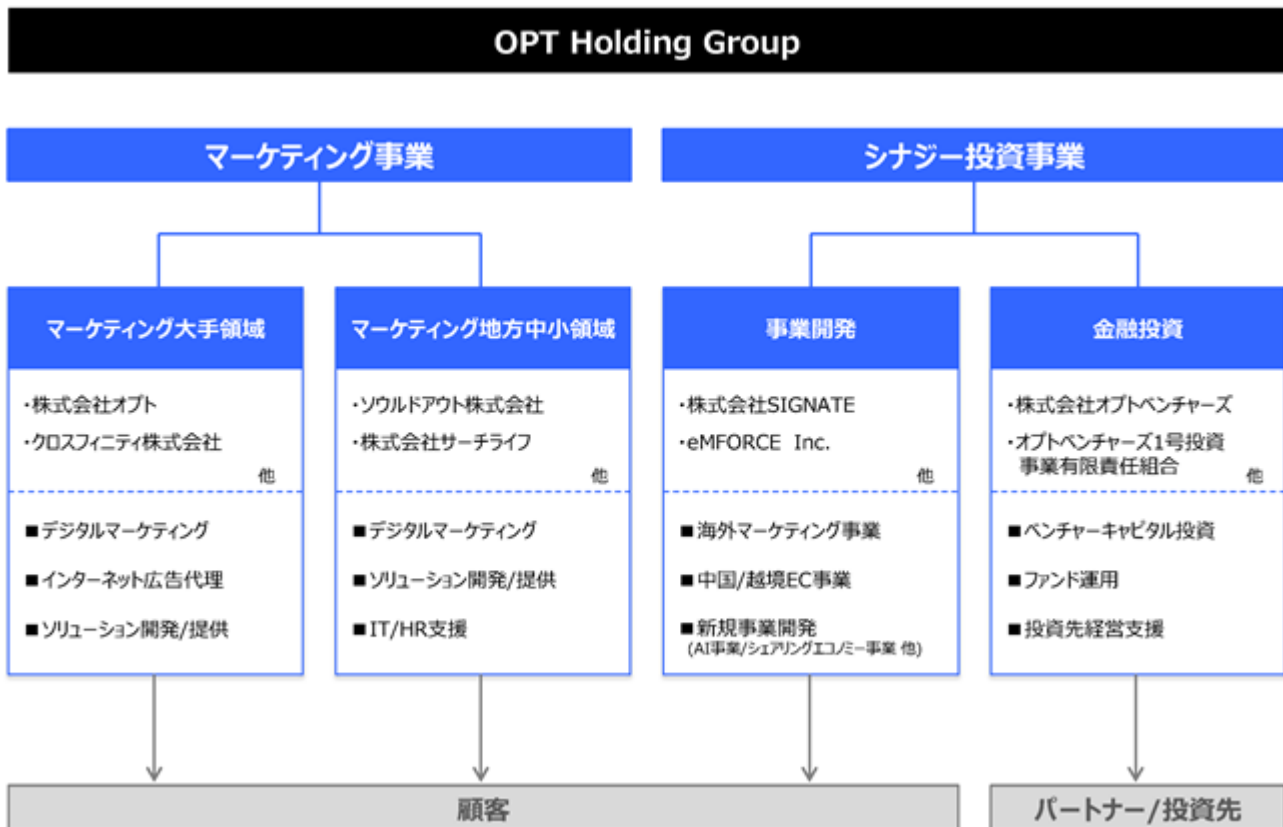 OPT Holding Group
マーケティング事業
シナジー投資事業
マーケティング大手領域
・株式会社オプト
・クロスフィニティ株式会社
他
■デジタルマーケティング
■インターネット広告代理
■ソリューション開発/提供
マーケティング地方中小領域
・ソウルドアウト株式会社
・株式会社サーチライフ
他
■デジタルマーケティング
■ソリューション開発/提供
■IT/HR支援
事業開発
・株式会社SIGNATE
・eMFORCE Inc.
他
■海外マーケティング事業
■中国/越境EC事業
■新規事業開発
(AI事業/シェアリングエコノミー事業 他)
金融投資
・株式会社オプトベンチャーズ
・オプトベンチャーズ1号投資
事業有限責任組合
他
■ベンチャーキャピタル投資
■ファンド運用
■投資先経営支援
顧客
パートナー/投資先